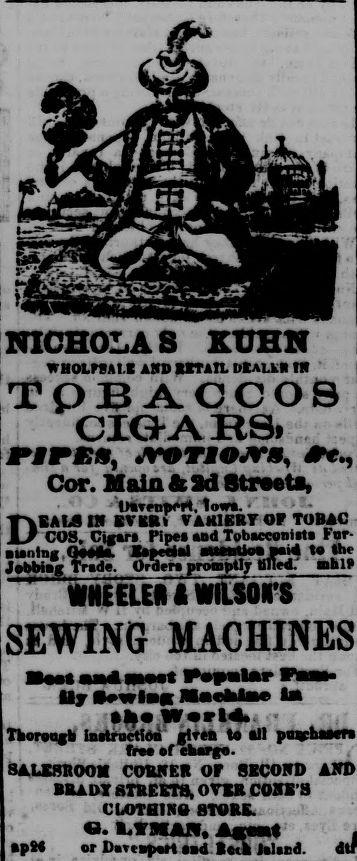 NICHOLAS KUHN
WHOLESALE AND RETAIL DEALER IN
TOBACCOS
CIGARS,
PIPES, NOTIONS, &c.,
Cor. Main & 2d Streets,
Davenport, Iowa.
DEALS IN EVERY VARIERY OF TOBAC
COS, Cigars Pipes and Tobacconists Fur-
nisning Goods. Especial attention paid to the
Jobbing Trade. Orders promptly filled. mh19
WHEELER & WILSON'S
SEWING MACHINES
Best and most Popular Fam-
ily Sewing Machine in
the World.
Thorough instruction given to all purchasers
free of charge.
SALESROOM CORNER OF SECOND AND
BRADY STREETS, OVER CONE'S
CLOTHING STORE.
G. LYMAN, Agent
ap26 or Davenport and Rock Island. dtf